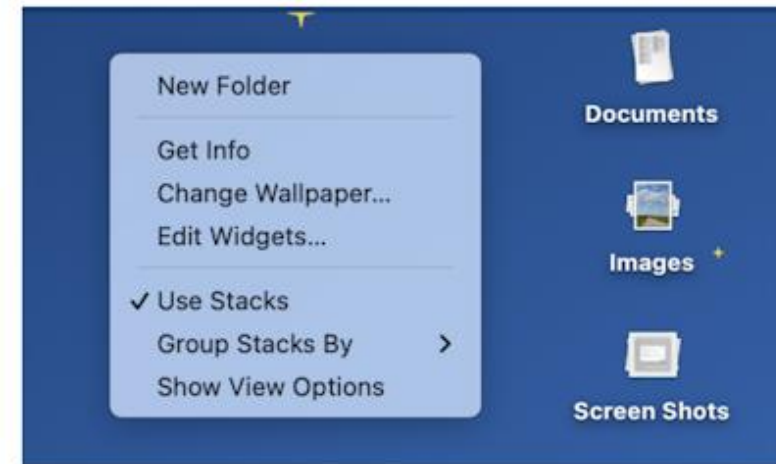 New Folder
Get Info
Change Wallpaper...
Edit Widgets...
✓ Use Stacks
Group Stacks By >
Show View Options
Documents
Images
Screen Shots